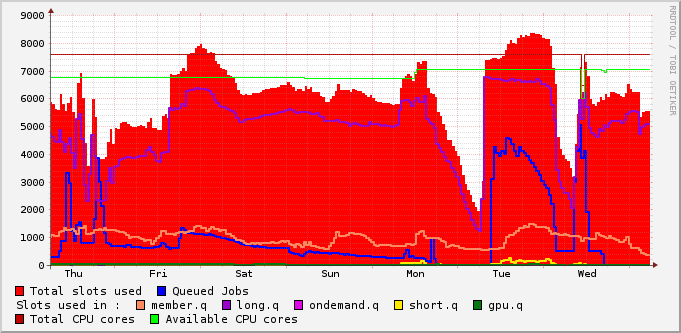 RRDTOOL / TOBI OETIKER
9000
8000
7000
6000
5000
4000
3000
2000
1000
0
Thu Fri Sat Sun Mon Tue Wed
Total slots used Queued Jobs
Slots used in : member.q long.q ondemand.q short.q gpu.q
Total CPU cores Available CPU cores